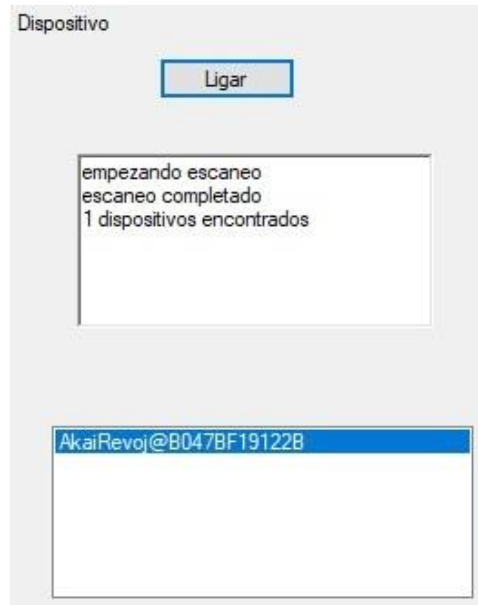 Dispositivo
Ligar
empezando escaneo
escaneo completado
1 dispositivos encontrados
AkaiRevoj@B047BF19122B